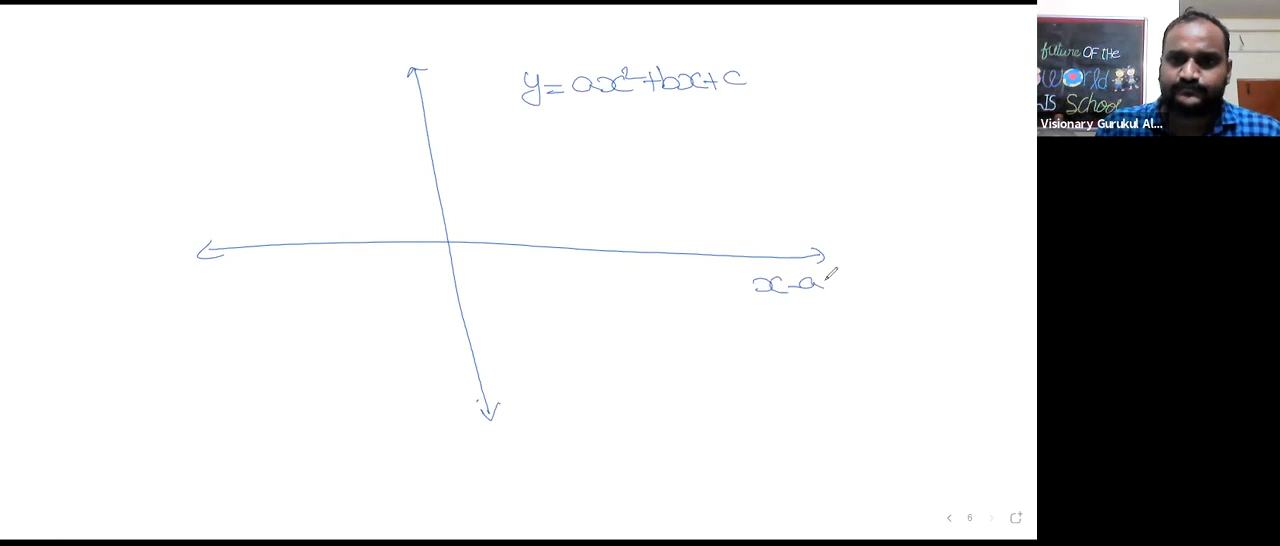 y = ax² + bx + c
x-a
6
future OF the
world
IS School
Visionary Gurukul Al...